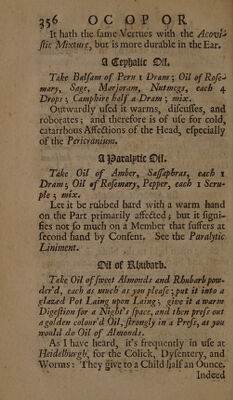 356 OC OP OR
It hath the same Vertues with the Acousti-
stic Mixture, but is more durable in the Ear.
A Cephalic Oil.
Take Balsam of Peru 1 Dram; Oil of Rose-
mary, Sage, Marjoram, Nutmegs, each 4
Drops; Camphire half a Dram; mix.
Outwardly used it warms, discusses, and
roborates; and therefore is of use for cold,
catarrhous Affections of the Head, especially
of the Pericranium.
A Paralytic Oil.
Take Oil of Amber, Sassaphras, each 1
Dram; Oil of Rosemary, Pepper, each 1 Scru-
ple; mix.
Let it be rubbed hard with a warm hand
on the Part primarily affected; but it signi-
fies not so much on a Member that suffers at
second hand by Consent. See the Paralytic
Liniment.
Oil of Rhubarb.
Take Oil of sweet Almonds and Rhubarb pow-
der'd, each as much as you please; put it into a
glazed Pot Laing upon Laing; give it a warm
Digestion for a Night's space, and then press out
a golden colour'd Oil, strongly in a Press, as you
would do Oil of Almonds.
As I have heard, it's frequently in use at
Heidelburgh, for the Colick, Dysentery, and
Worms: They give to a Child half an Ounce.
Indeed